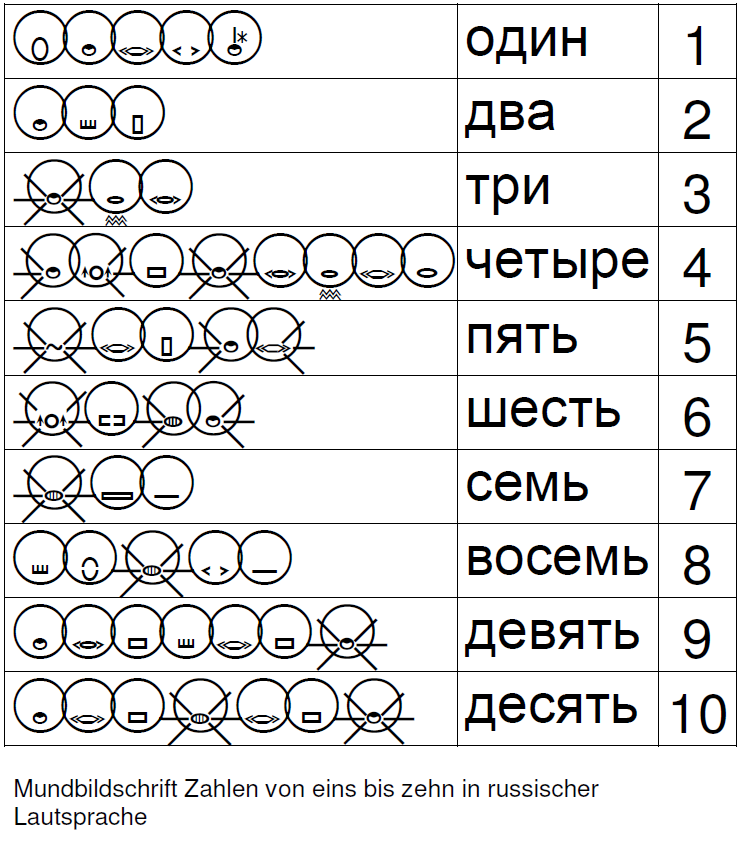 один 1
два 2
три 3
четыре 4
пять 5
шесть 6
семь 7
восемь 8
девять 9
десять 10
Mundbildschrift Zahlen von eins bis zehn in russischer
Lautsprache